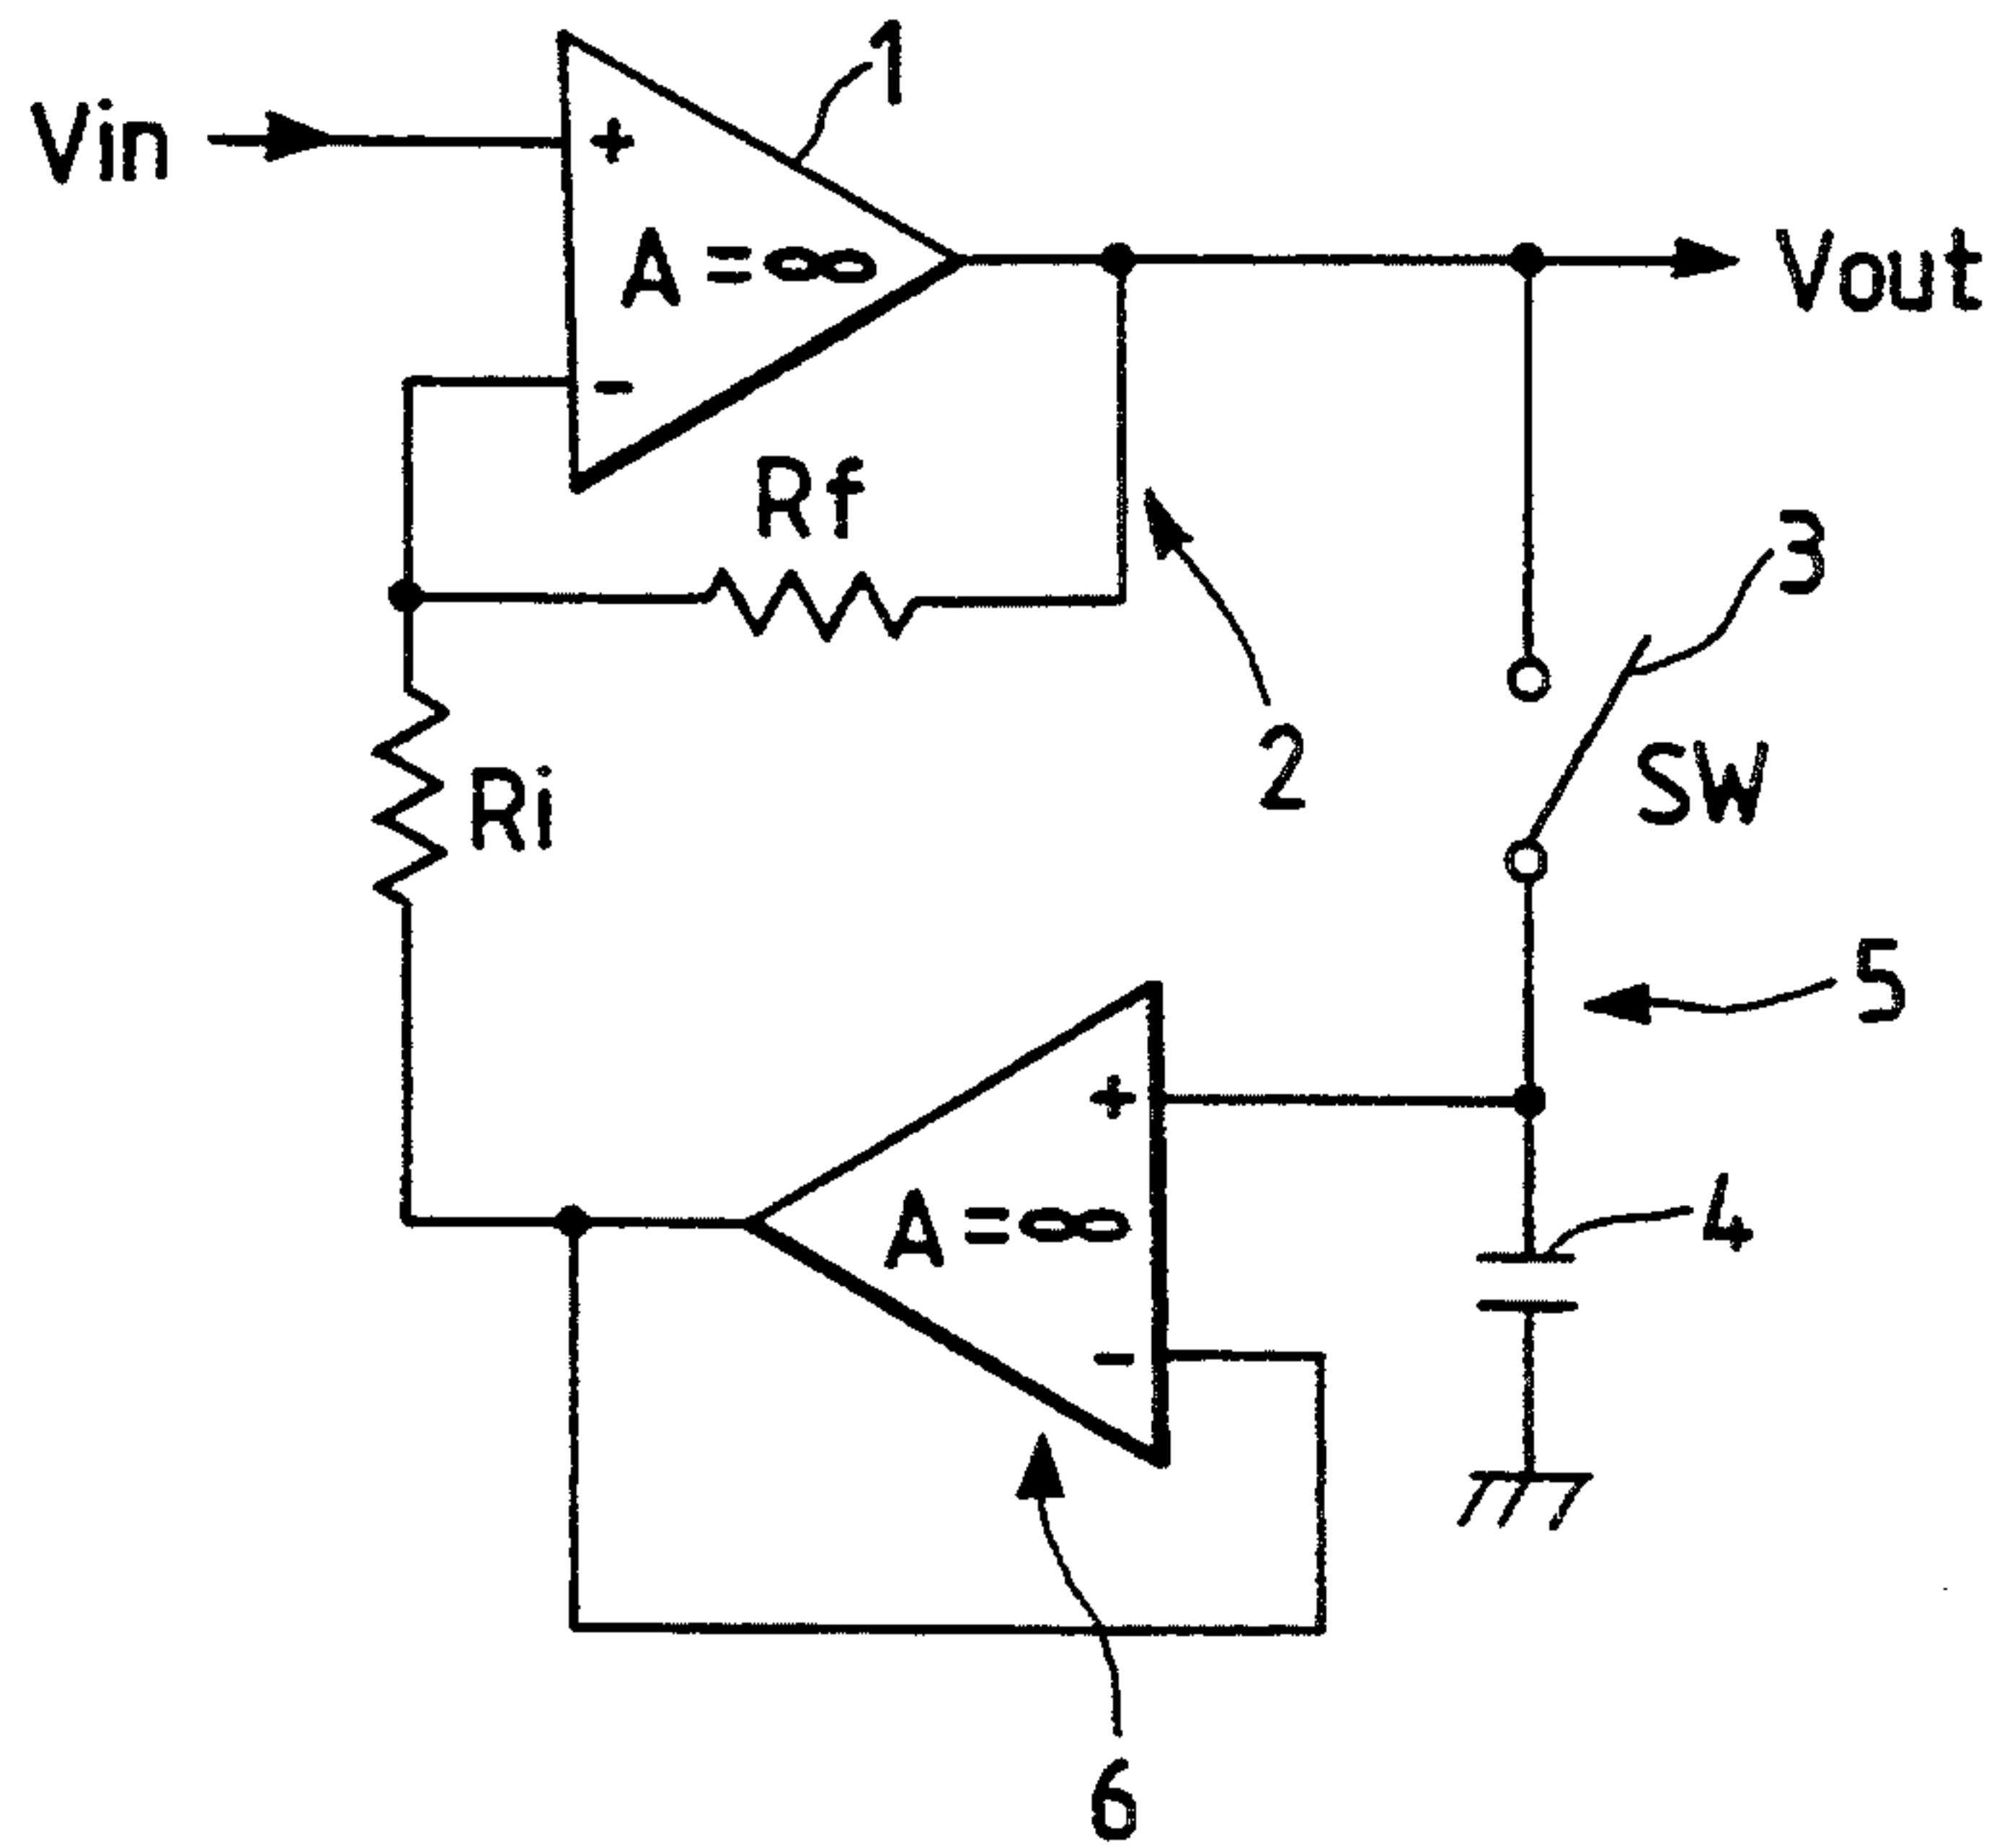 1
Vin
+
A = ∞
-
Vout
Rf
3
2
SW
Ri
5
+
A = ∞
4
-
6